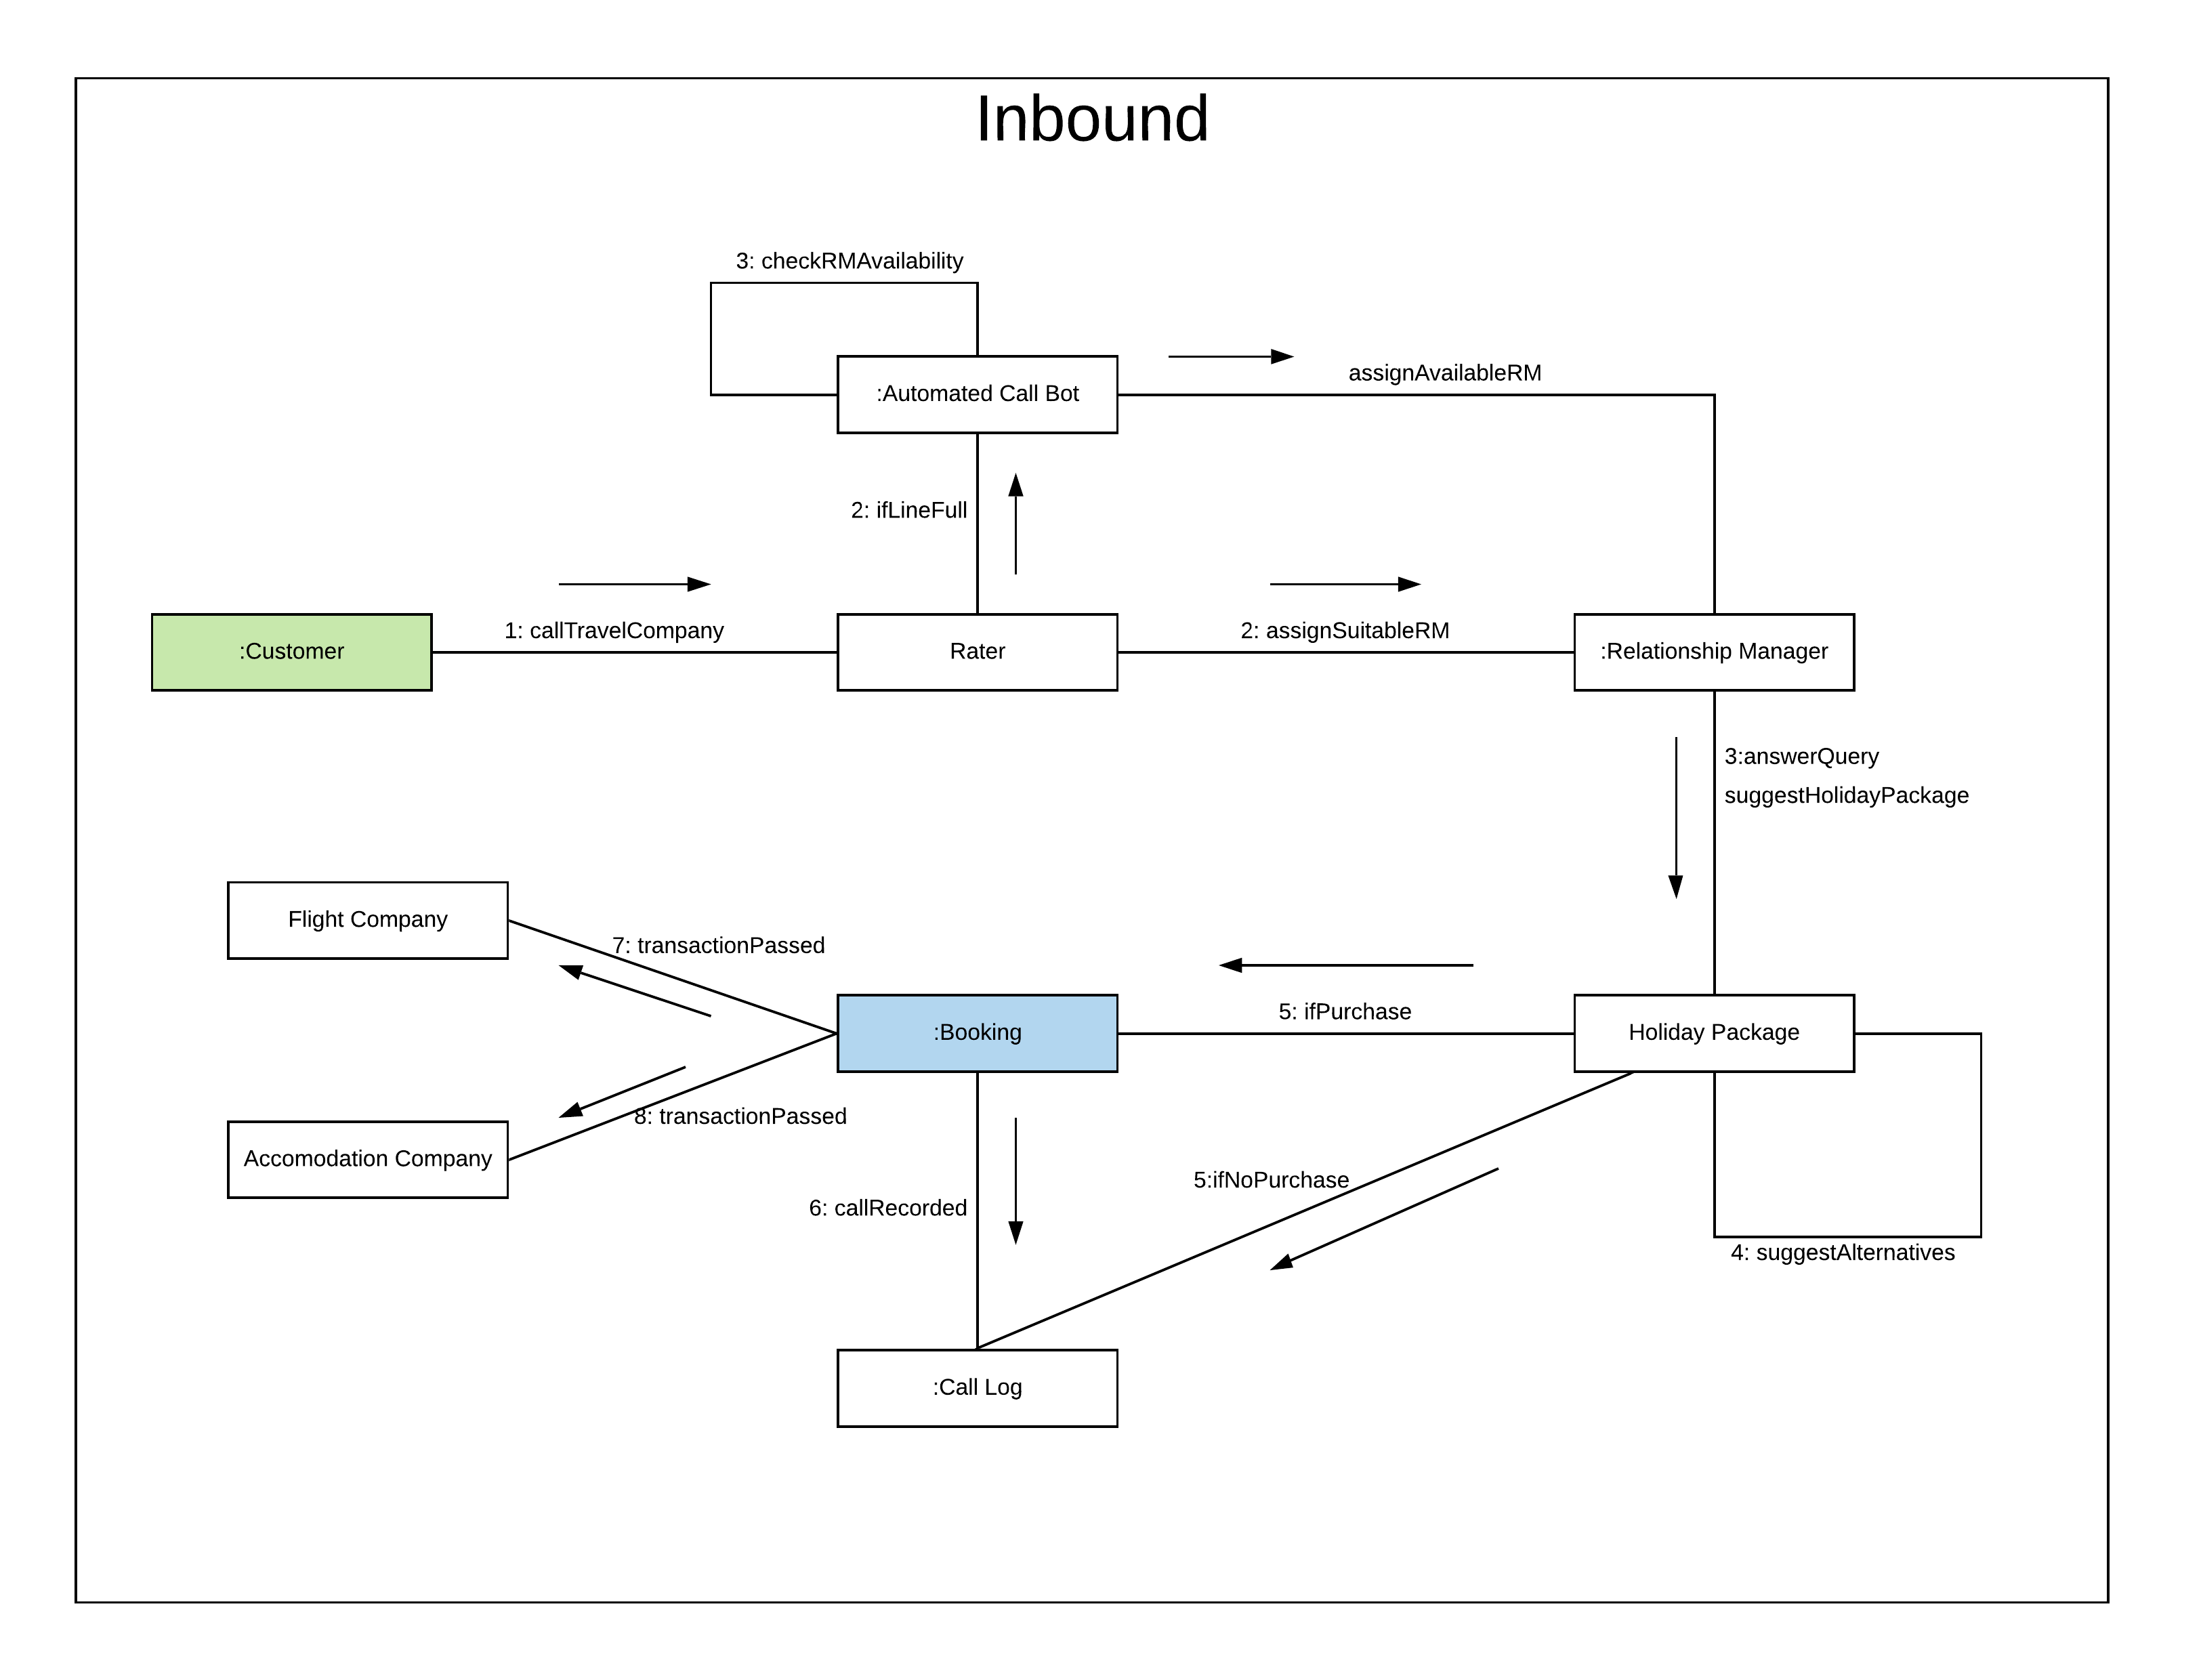 Inbound
3: checkRMAvailability
:Automated Call Bot
assignAvailableRM
2: ifLineFull
:Customer
1: callTravelCompany
Rater
2: assignSuitableRM
:Relationship Manager
3:answerQuery
suggestHolidayPackage
Flight Company
7: transactionPassed
:Booking
5: ifPurchase
Holiday Package
8: transactionPassed
Accomodation Company
6: callRecorded
5:ifNoPurchase
4: suggestAlternatives
:Call Log